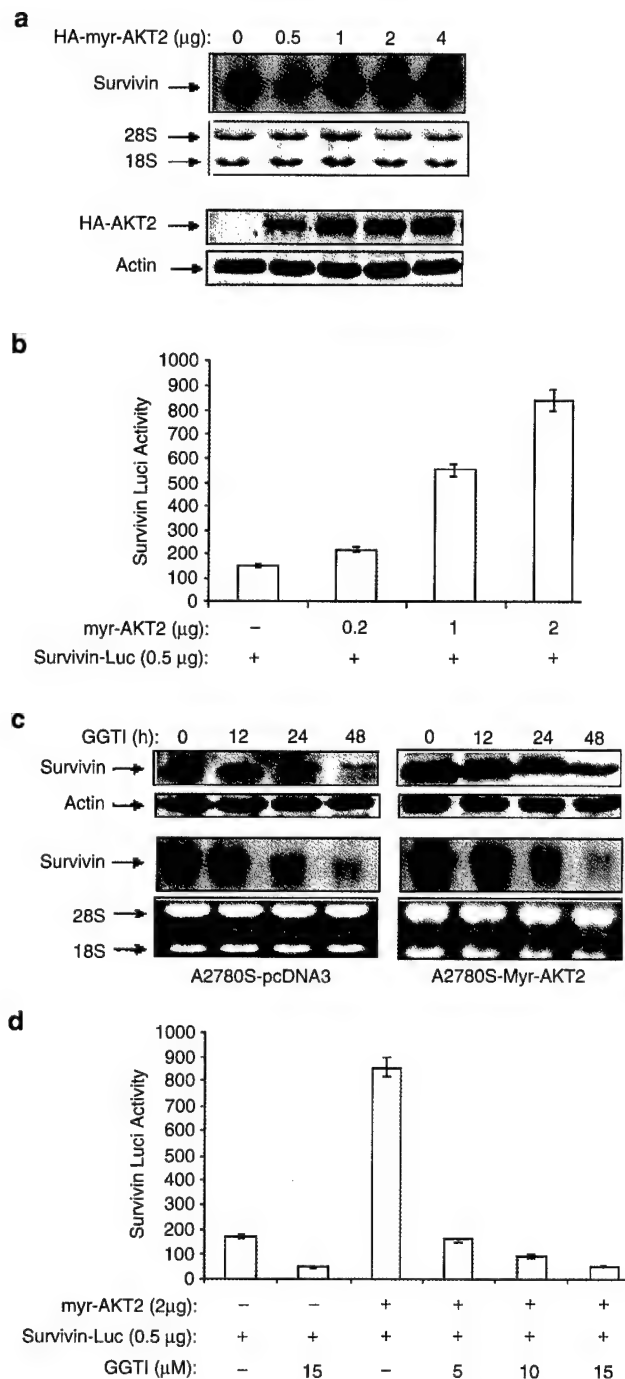 a
HA-myr-AKT2 (µg): 0 0.5 1 2 4
Survivin
28S
18S
HA-AKT2
Actin
b
1000
900
800
700
600
500
400
300
200
100
0
Survivin Luci Activity
myr-AKT2 (µg): – 0.2 1 2
Survivin-Luc (0.5 µg): + + + +
c
GGTI (h): 0 12 24 48 0 12 24 48
Survivin
Actin
Survivin
28S
18S
A2780S-pcDNA3 A2780S-Myr-AKT2
d
1000
900
800
700
600
500
400
300
200
100
0
Survivin Luci Activity
myr-AKT2 (2µg): – – + + + +
Survivin-Luc (0.5 µg): + + + + + +
GGTI (µM): – 15 – 5 10 15